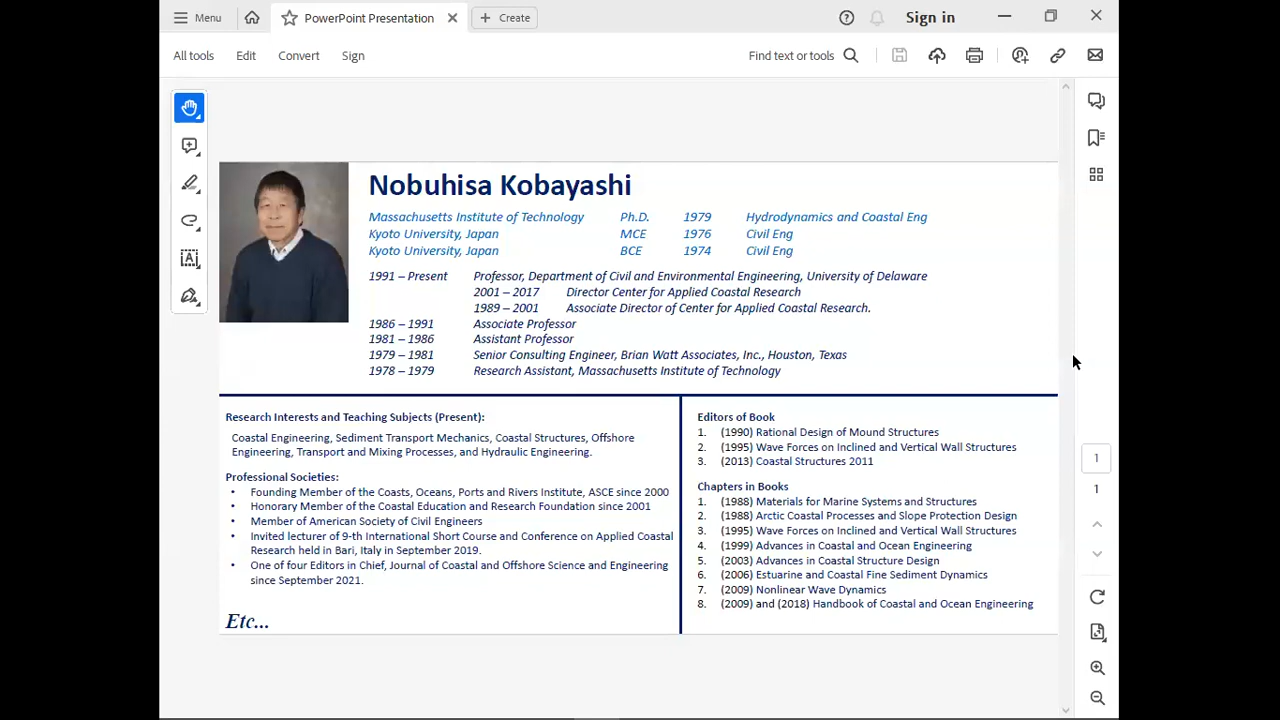 Menu
PowerPoint Presentation
Create
Sign in
All tools
Edit
Convert
Sign
Find text or tools
Nobuhisa Kobayashi
Massachusetts Institute of Technology Ph.D. 1979 Hydrodynamics and Coastal Eng
Kyoto University, Japan MCE 1976 Civil Eng
Kyoto University, Japan BCE 1974 Civil Eng
1991 – Present Professor, Department of Civil and Environmental Engineering, University of Delaware
2001 – 2017 Director Center for Applied Coastal Research
1989 – 2001 Associate Director of Center for Applied Coastal Research.
1986 – 1991 Associate Professor
1981 – 1986 Assistant Professor
1979 – 1981 Senior Consulting Engineer, Brian Watt Associates, Inc., Houston, Texas
1978 – 1979 Research Assistant, Massachusetts Institute of Technology
Research Interests and Teaching Subjects (Present):
Coastal Engineering, Sediment Transport Mechanics, Coastal Structures, Offshore
Engineering, Transport and Mixing Processes, and Hydraulic Engineering.
Professional Societies:
• Founding Member of the Coasts, Oceans, Ports and Rivers Institute, ASCE since 2000
• Honorary Member of the Coastal Education and Research Foundation since 2001
• Member of American Society of Civil Engineers
• Invited lecturer of 9-th International Short Course and Conference on Applied Coastal
Research held in Bari, Italy in September 2019.
• One of four Editors in Chief, Journal of Coastal and Offshore Science and Engineering
since September 2021.
Etc...
Editors of Book
1. (1990) Rational Design of Mound Structures
2. (1995) Wave Forces on Inclined and Vertical Wall Structures
3. (2013) Coastal Structures 2011
Chapters in Books
1. (1988) Materials for Marine Systems and Structures
2. (1988) Arctic Coastal Processes and Slope Protection Design
3. (1995) Wave Forces on Inclined and Vertical Wall Structures
4. (1999) Advances in Coastal and Ocean Engineering
5. (2003) Advances in Coastal Structure Design
6. (2006) Estuarine and Coastal Fine Sediment Dynamics
7. (2009) Nonlinear Wave Dynamics
8. (2009) and (2018) Handbook of Coastal and Ocean Engineering
1
1